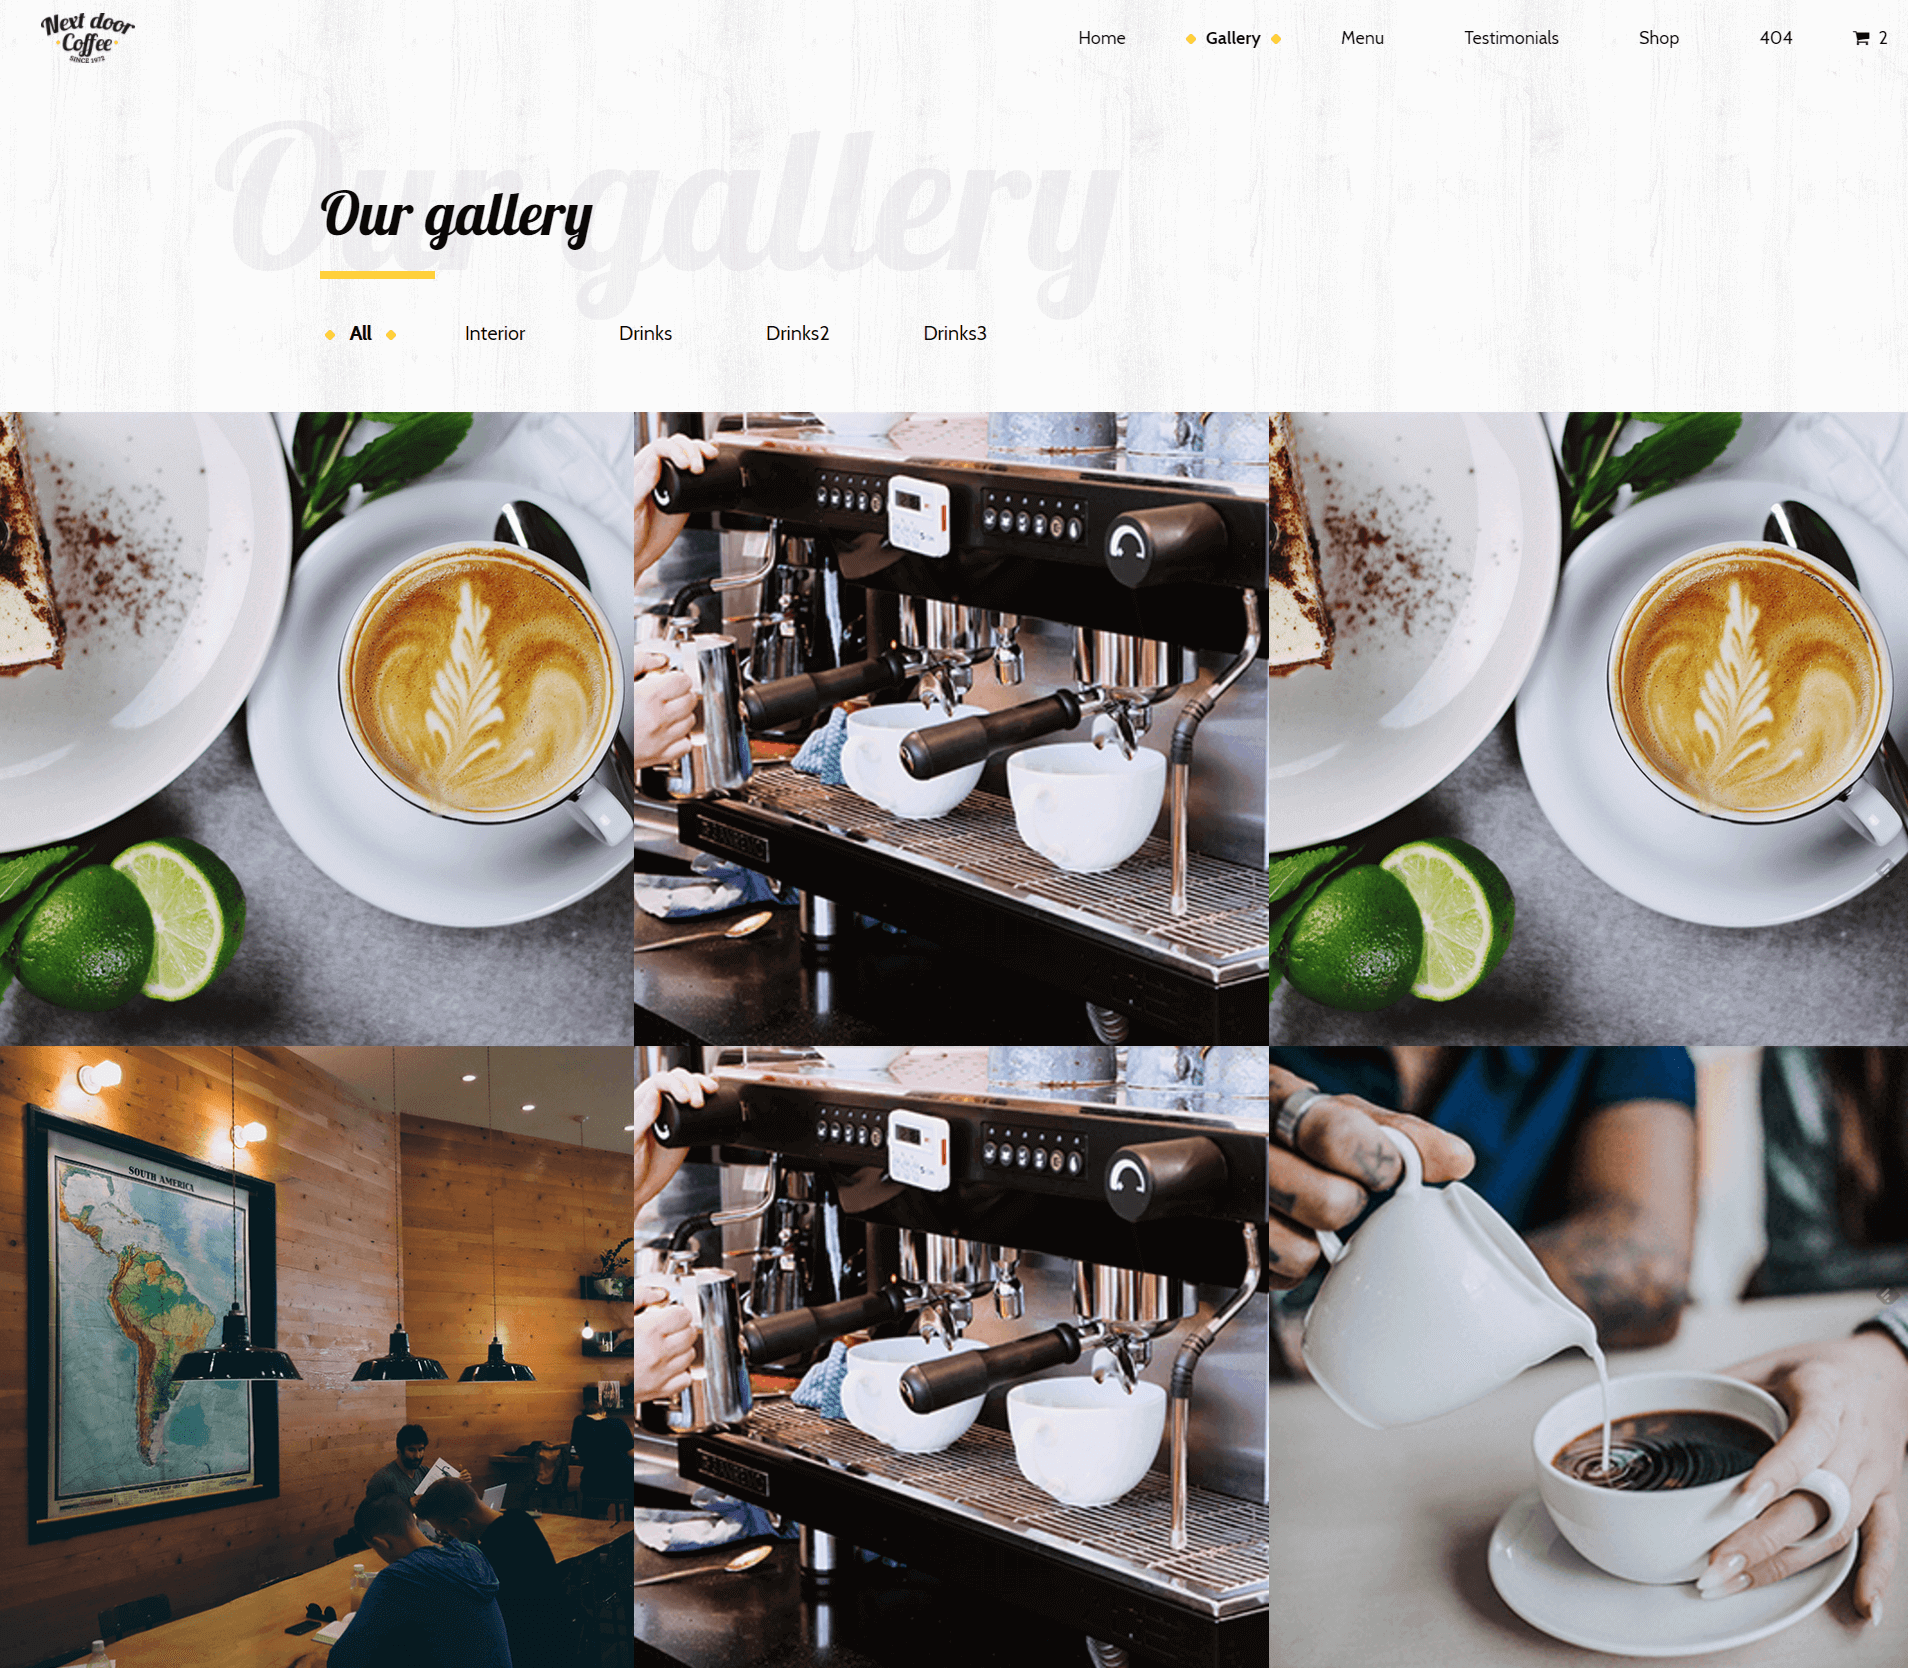 Next door
Coffee
SINCE 1972
Home
Gallery
Menu
Testimonials
Shop
404
2
Our gallery
Our gallery
All
Interior
Drinks
Drinks2
Drinks3
SOUTH AMERICA